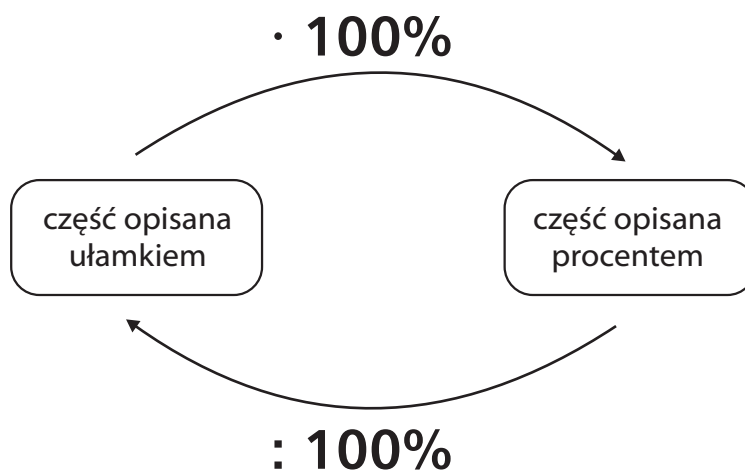 · 100%
część opisana
ułamkiem
część opisana
procentem
: 100%